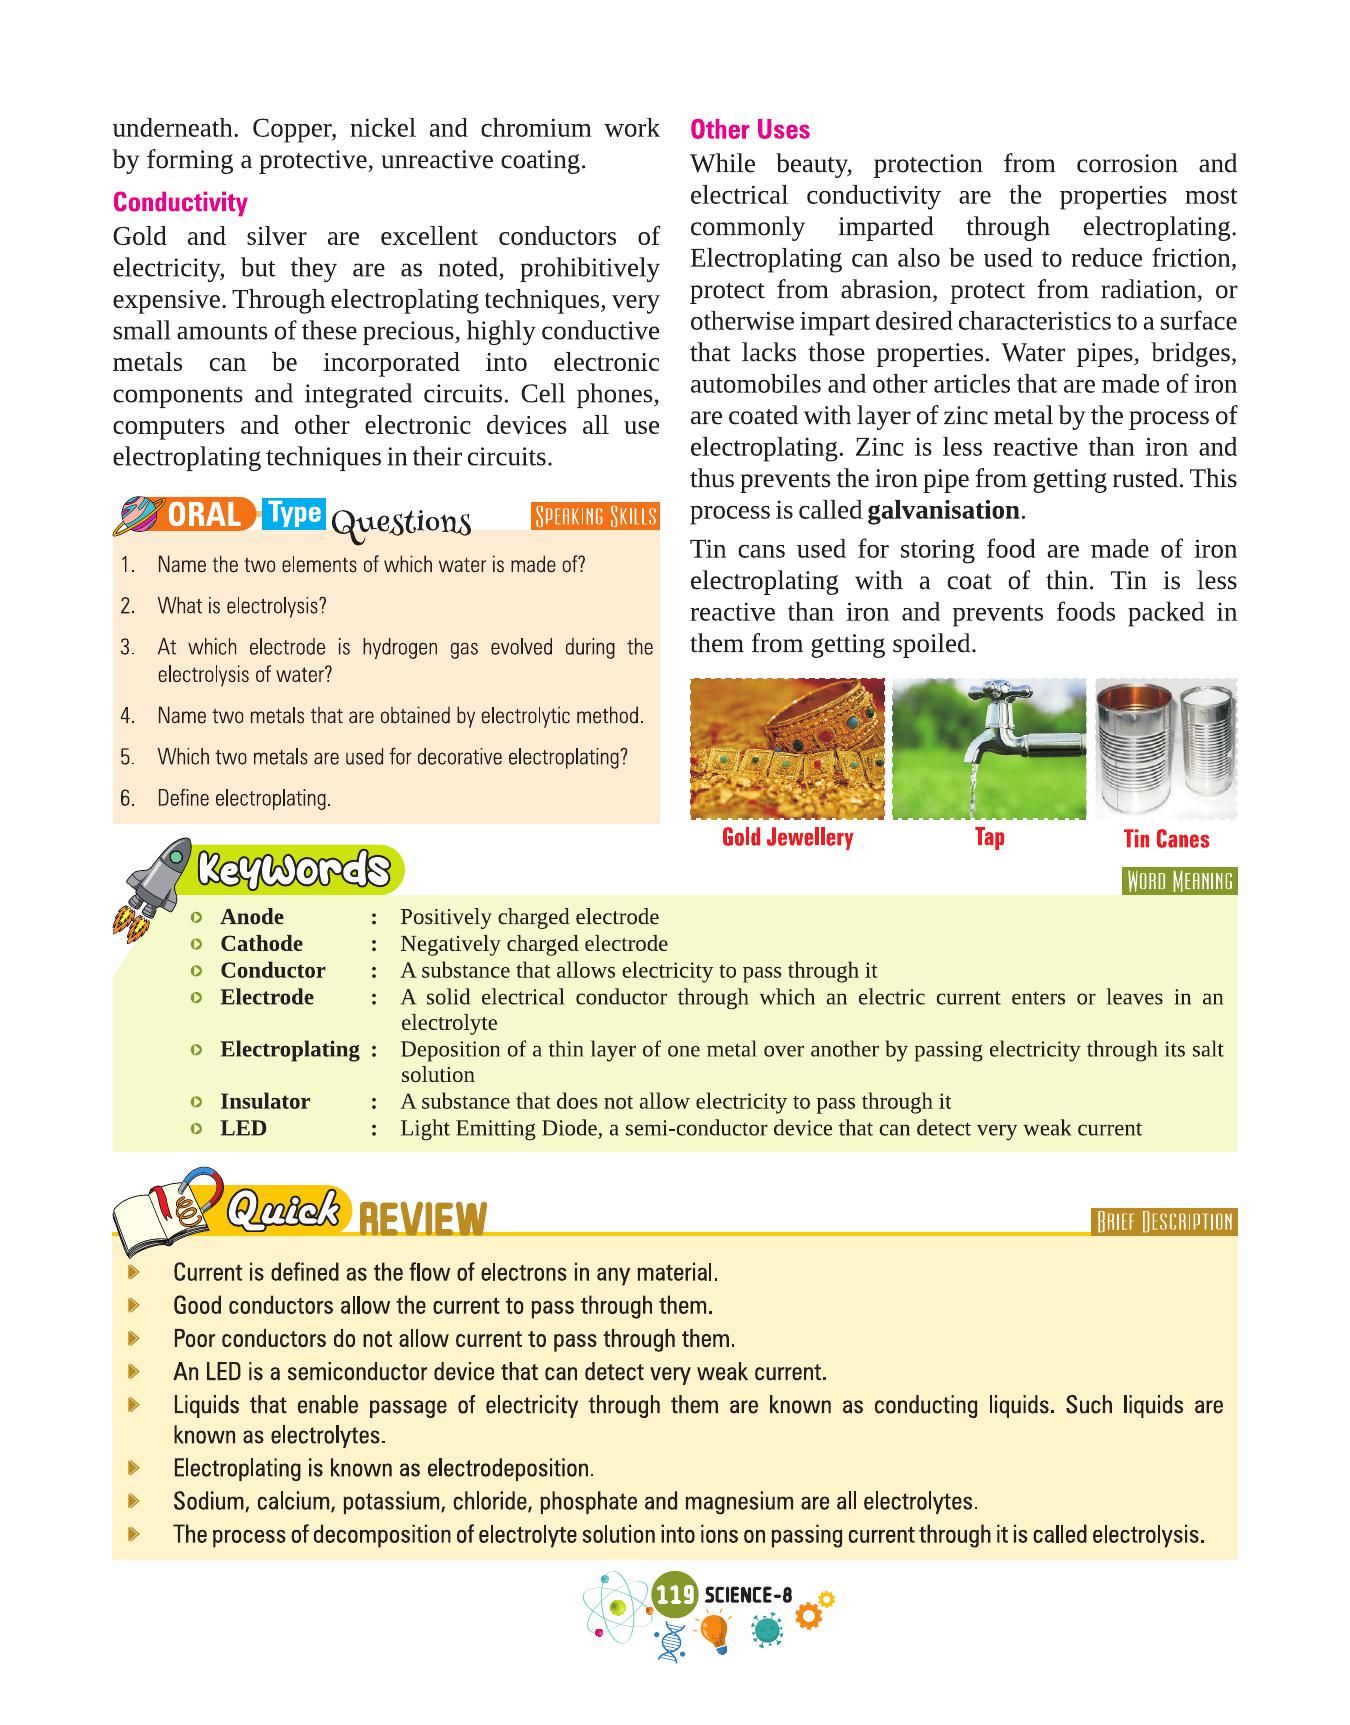 underneath. Copper, nickel and chromium work
by forming a protective, unreactive coating.
Conductivity
Gold and silver are excellent conductors of
electricity, but they are as noted, prohibitively
expensive. Through electroplating techniques, very
small amounts of these precious, highly conductive
metals can be incorporated into electronic
components and integrated circuits. Cell phones,
computers and other electronic devices all use
electroplating techniques in their circuits.
ORAL Type Questions SPEAKING SKILLS
1. Name the two elements of which water is made of?
2. What is electrolysis?
3. At which electrode is hydrogen gas evolved during the
electrolysis of water?
4. Name two metals that are obtained by electrolytic method.
5. Which two metals are used for decorative electroplating?
6. Define electroplating.
Other Uses
While beauty, protection from corrosion and
electrical conductivity are the properties most
commonly imparted through electroplating.
Electroplating can also be used to reduce friction,
protect from abrasion, protect from radiation, or
otherwise impart desired characteristics to a surface
that lacks those properties. Water pipes, bridges,
automobiles and other articles that are made of iron
are coated with layer of zinc metal by the process of
electroplating. Zinc is less reactive than iron and
thus prevents the iron pipe from getting rusted. This
process is called galvanisation.
Tin cans used for storing food are made of iron
electroplating with a coat of thin. Tin is less
reactive than iron and prevents foods packed in
them from getting spoiled.
Gold Jewellery Tap Tin Canes
KeyWords WORD MEANING
Anode : Positively charged electrode
Cathode : Negatively charged electrode
Conductor : A substance that allows electricity to pass through it
Electrode : A solid electrical conductor through which an electric current enters or leaves in an
electrolyte
Electroplating : Deposition of a thin layer of one metal over another by passing electricity through its salt
solution
Insulator : A substance that does not allow electricity to pass through it
LED : Light Emitting Diode, a semi-conductor device that can detect very weak current
Quick REVIEW BRIEF DESCRIPTION
Current is defined as the flow of electrons in any material.
Good conductors allow the current to pass through them.
Poor conductors do not allow current to pass through them.
An LED is a semiconductor device that can detect very weak current.
Liquids that enable passage of electricity through them are known as conducting liquids. Such liquids are
known as electrolytes.
Electroplating is known as electrodeposition.
Sodium, calcium, potassium, chloride, phosphate and magnesium are all electrolytes.
The process of decomposition of electrolyte solution into ions on passing current through it is called electrolysis.
119 SCIENCE-8